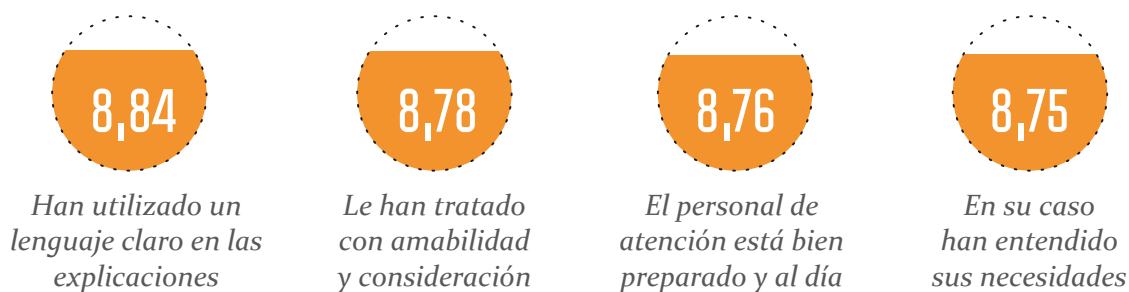 8,84
Han utilizado un
lenguaje claro en las
explicaciones
8,78
Le han tratado
con amabilidad
y consideración
8,76
El personal de
atención está bien
preparado y al día
8,75
En su caso
han entendido
sus necesidades